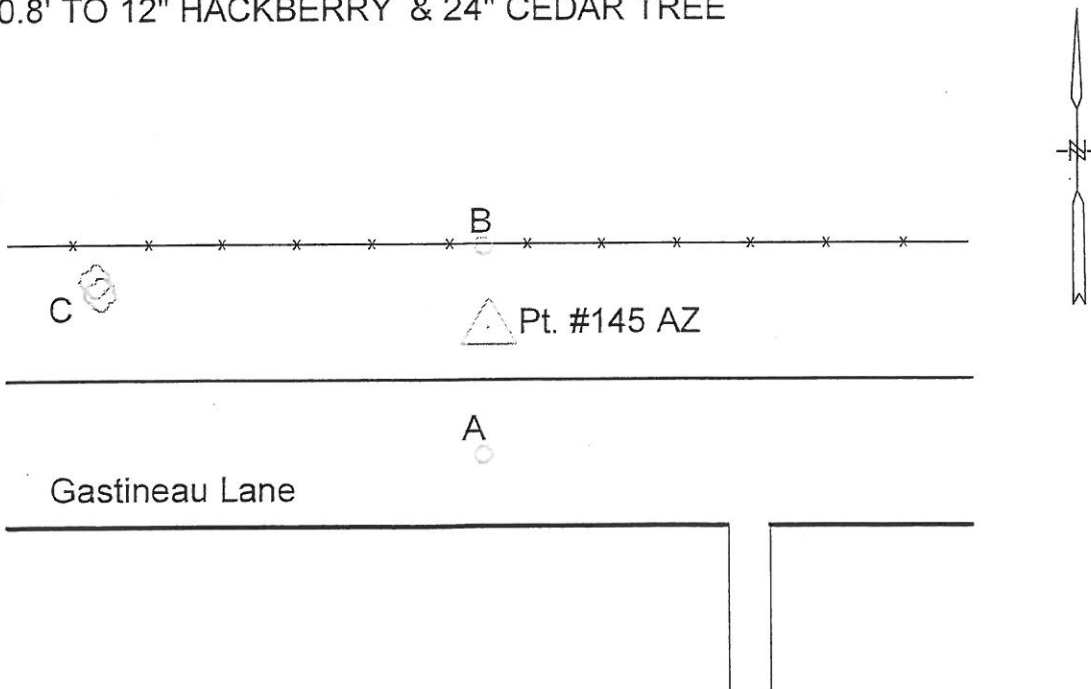 0.8' TO 12" HACKBERRY & 24" CEDAR TREE
N
x x x x x x x x x x x x
B
C
Pt. #145 AZ
A
Gastineau Lane